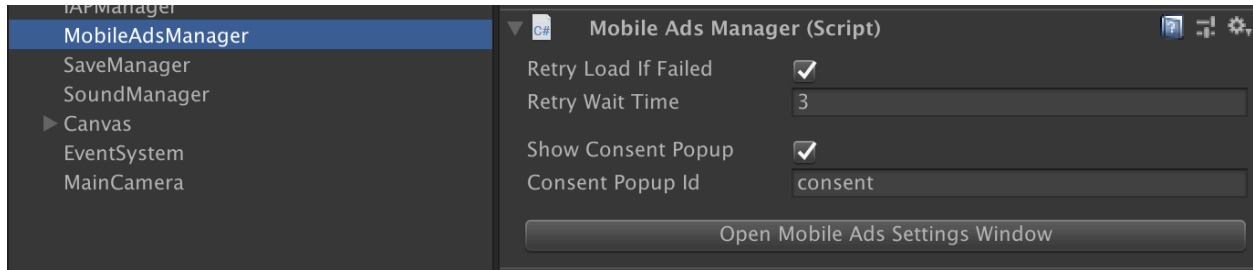 IAPManager
MobileAdsManager
SaveManager
SoundManager
Canvas
EventSystem
MainCamera
C# Mobile Ads Manager (Script)
Retry Load If Failed
Retry Wait Time 3
Show Consent Popup
Consent Popup Id consent
Open Mobile Ads Settings Window